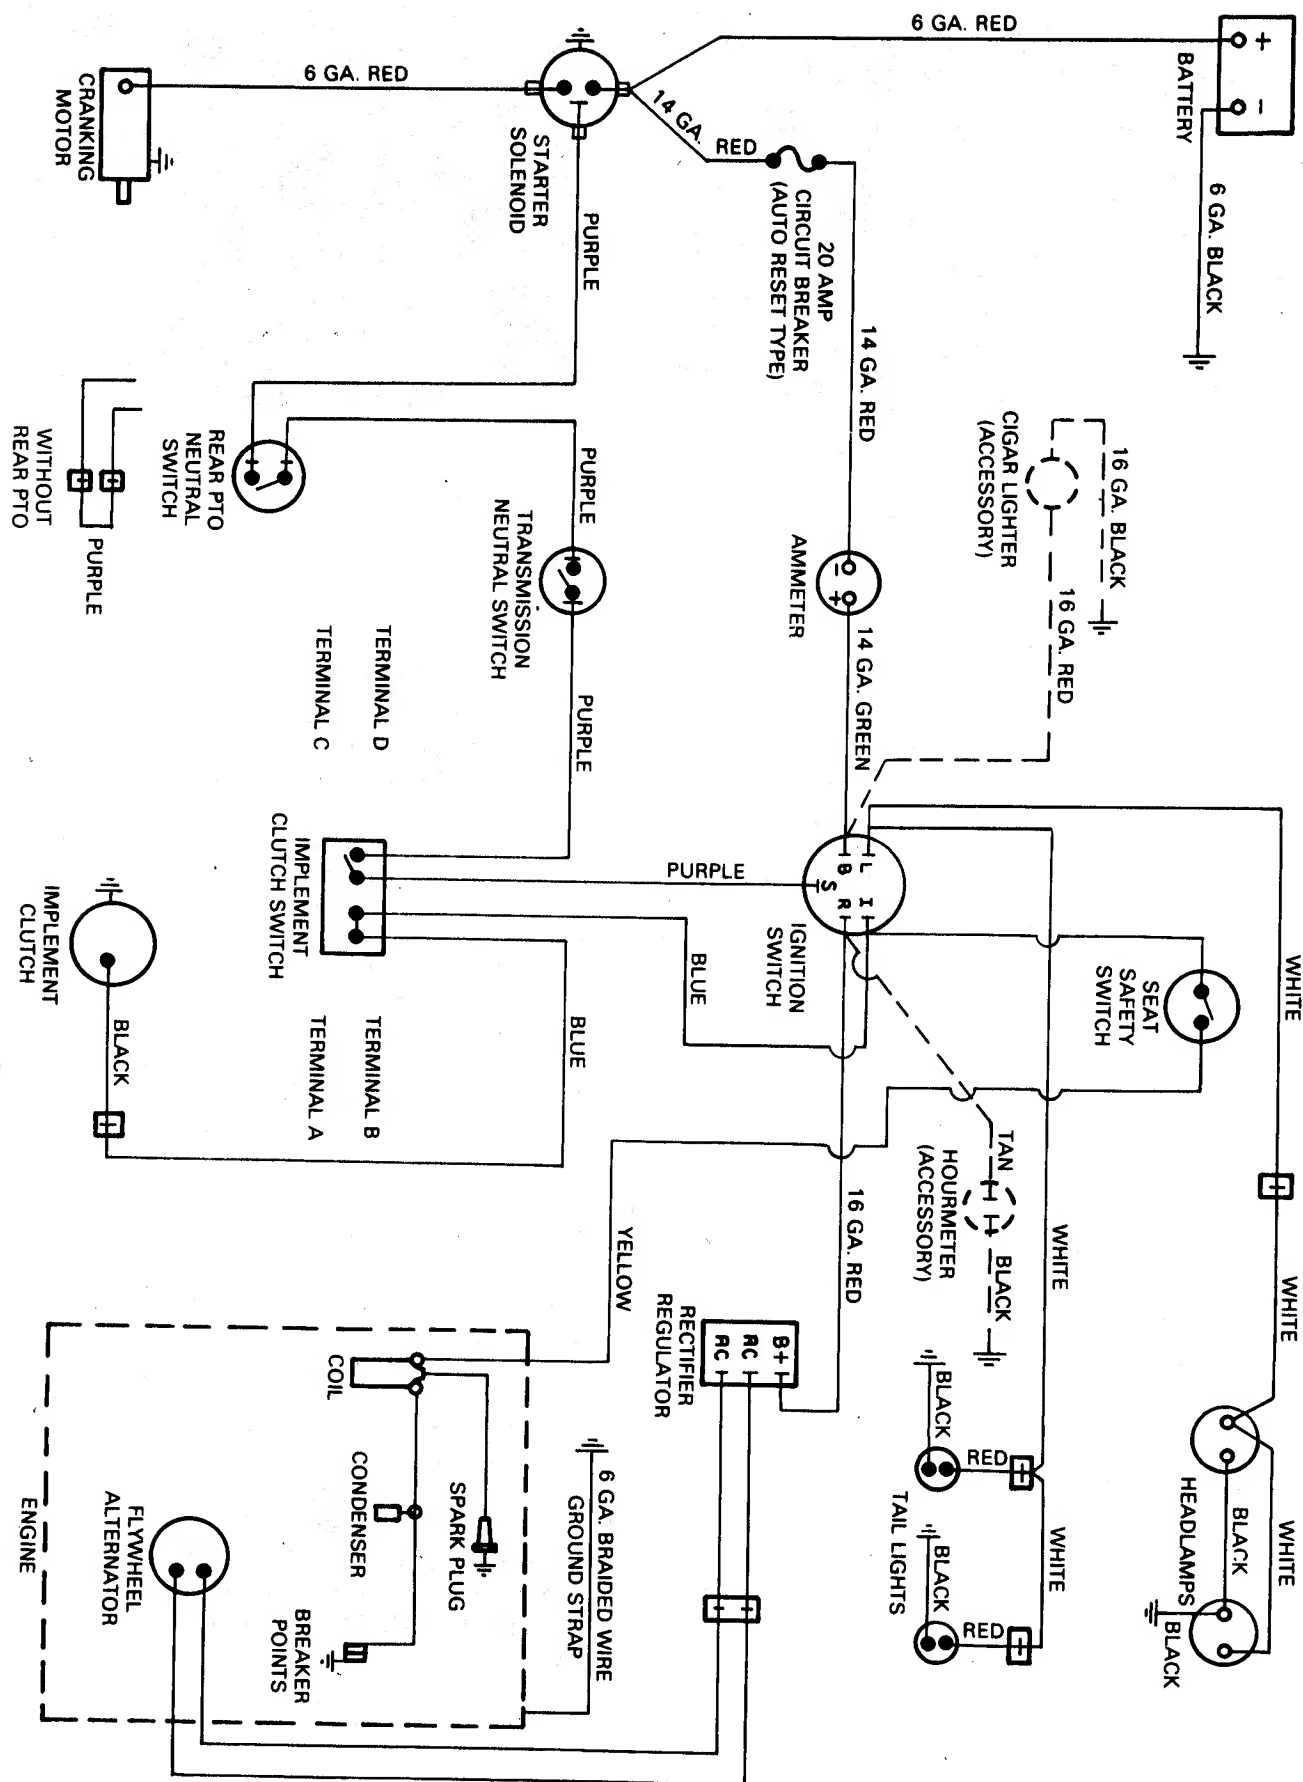 6 GA. RED
+
-
BATTERY
6 GA. BLACK
6 GA. RED
CRANKING
MOTOR
STARTER
SOLENOID
14 GA.
RED
20 AMP
CIRCUIT BREAKER
(AUTO RESET TYPE)
PURPLE
14 GA. RED
CIGAR LIGHTER
(ACCESSORY)
16 GA. BLACK
16 GA. RED
WITHOUT
REAR PTO
PURPLE
REAR PTO
NEUTRAL
SWITCH
PURPLE
TRANSMISSION
NEUTRAL SWITCH
AMMETER
-
+
14 GA. GREEN
TERMINAL D
TERMINAL C
PURPLE
IMPLEMENT
CLUTCH SWITCH
PURPLE
L
B
S
I
R
IGNITION
SWITCH
SEAT
SAFETY
SWITCH
WHITE
IMPLEMENT
CLUTCH
BLACK
TERMINAL B
TERMINAL A
BLUE
BLUE
TAN
HOURMETER
(ACCESSORY)
BLACK
WHITE
WHITE
YELLOW
16 GA. RED
RECTIFIER
REGULATOR
B+
RC
RC
COIL
CONDENSER
SPARK PLUG
6 GA. BRAIDED WIRE
GROUND STRAP
BLACK
RED
TAIL LIGHTS
WHITE
BLACK
RED
HEADLAMPS
BLACK
WHITE
BLACK
FLYWHEEL
ALTERNATOR
BREAKER
POINTS
ENGINE